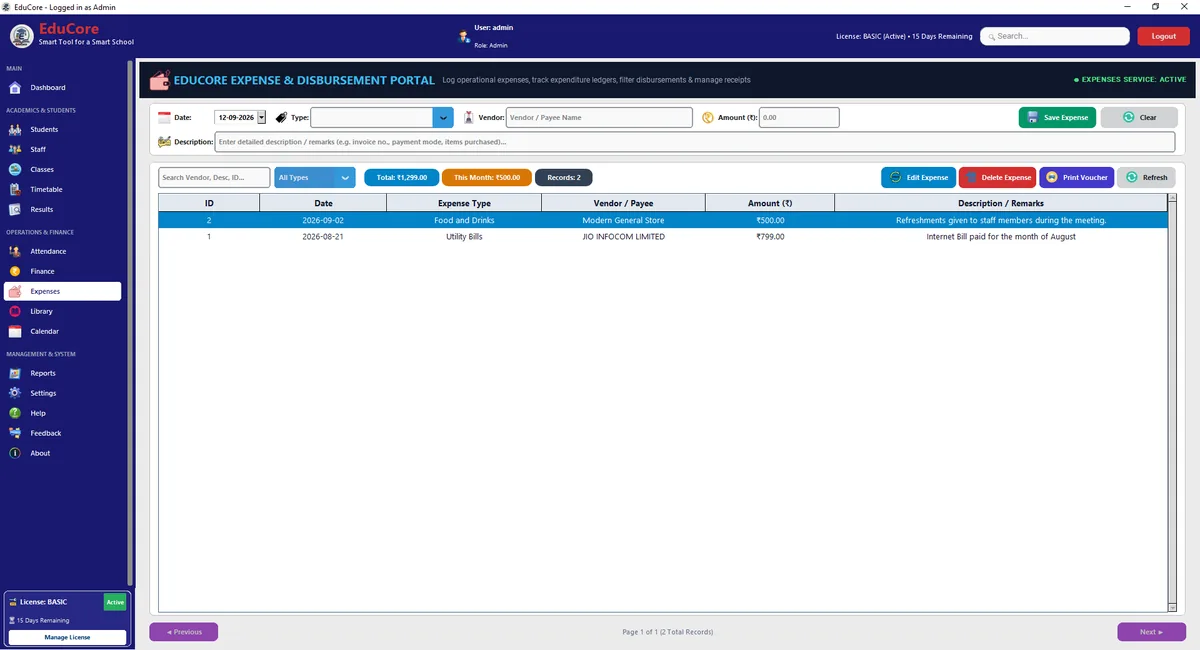 EduCore - Logged in as Admin
EduCore
Smart Tool for a Smart School
User: admin
Role: Admin
License: BASIC (Active) • 15 Days Remaining
Search...
Logout
MAIN
Dashboard
ACADEMICS & STUDENTS
Students
Staff
Classes
Timetable
Results
OPERATIONS & FINANCE
Attendance
Finance
Expenses
Library
Calendar
MANAGEMENT & SYSTEM
Reports
Settings
Help
Feedback
About
License: BASIC Active
15 Days Remaining
Manage License
EDUCORE EXPENSE & DISBURSEMENT PORTAL Log operational expenses, track expenditure ledgers, filter disbursements & manage receipts ● EXPENSES SERVICE: ACTIVE
Date: 12-09-2026 Type: Vendor: Vendor / Payee Name Amount (₹): 0.00 Save Expense Clear
Description: Enter detailed description / remarks (e.g. invoice no., payment mode, items purchased)...
Search Vendor, Desc, ID... All Types Total: ₹1,299.00 This Month: ₹500.00 Records: 2 Edit Expense Delete Expense Print Voucher Refresh
ID Date Expense Type Vendor / Payee Amount (₹) Description / Remarks
2 2026-09-02 Food and Drinks Modern General Store ₹500.00 Refreshments given to staff members during the meeting.
1 2026-08-21 Utility Bills JIO INFOCOM LIMITED ₹799.00 Internet Bill paid for the month of August
◄ Previous Page 1 of 1 (2 Total Records) Next ►